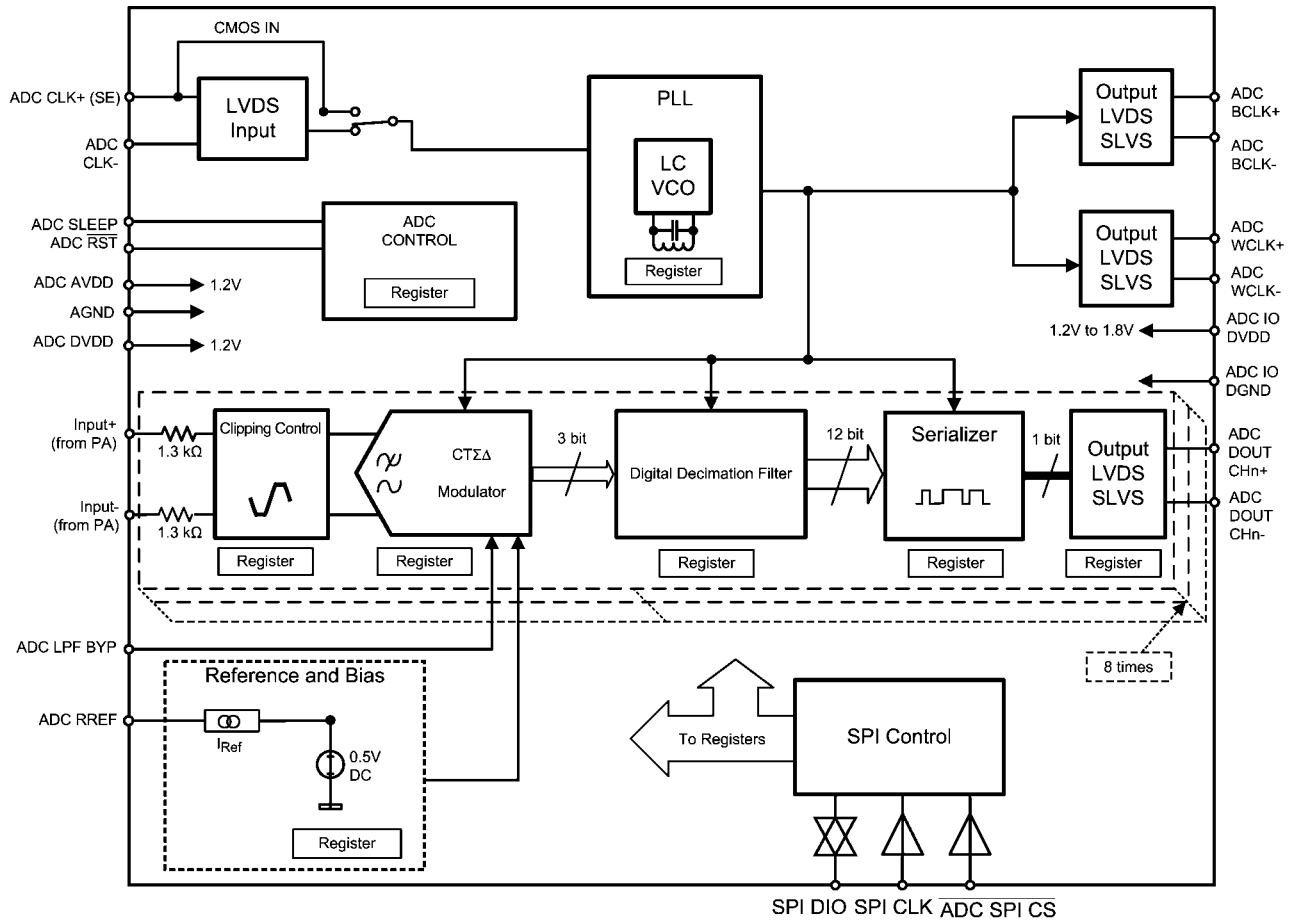 CMOS IN
ADC CLK+ (SE)
LVDS
Input
ADC
CLK-
PLL
LC
VCO
Register
Output
LVDS
SLVS
ADC
BCLK+
ADC
BCLK-
ADC SLEEP
ADC RST
ADC
CONTROL
Register
Output
LVDS
SLVS
ADC
WCLK+
ADC
WCLK-
ADC AVDD
1.2V
AGND
ADC DVDD
1.2V
1.2V to 1.8V
ADC IO
DVDD
ADC IO
DGND
Input+
(from PA)
1.3 kΩ
Input-
(from PA)
1.3 kΩ
Clipping Control
Register
CTΣΔ
Modulator
Register
3 bit
Digital Decimation Filter
Register
12 bit
Serializer
Register
1 bit
Output
LVDS
SLVS
Register
ADC
DOUT
CHn+
ADC
DOUT
CHn-
8 times
ADC LPF BYP
Reference and Bias
ADC RREF
IRef
0.5V
DC
Register
To Registers
SPI Control
SPI DIO
SPI CLK
ADC SPI CS